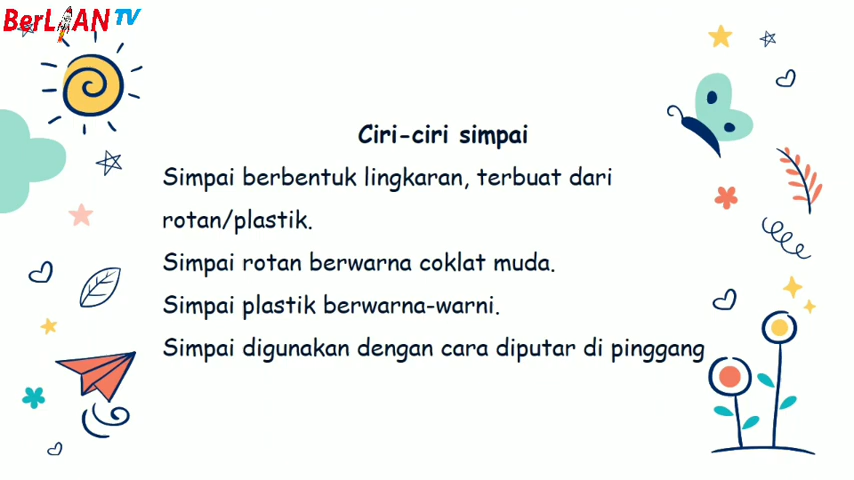 BerLIAN TV
Ciri-ciri simpai
Simpai berbentuk lingkaran, terbuat dari
rotan/plastik.
Simpai rotan berwarna coklat muda.
Simpai plastik berwarna-warni.
Simpai digunakan dengan cara diputar di pinggang